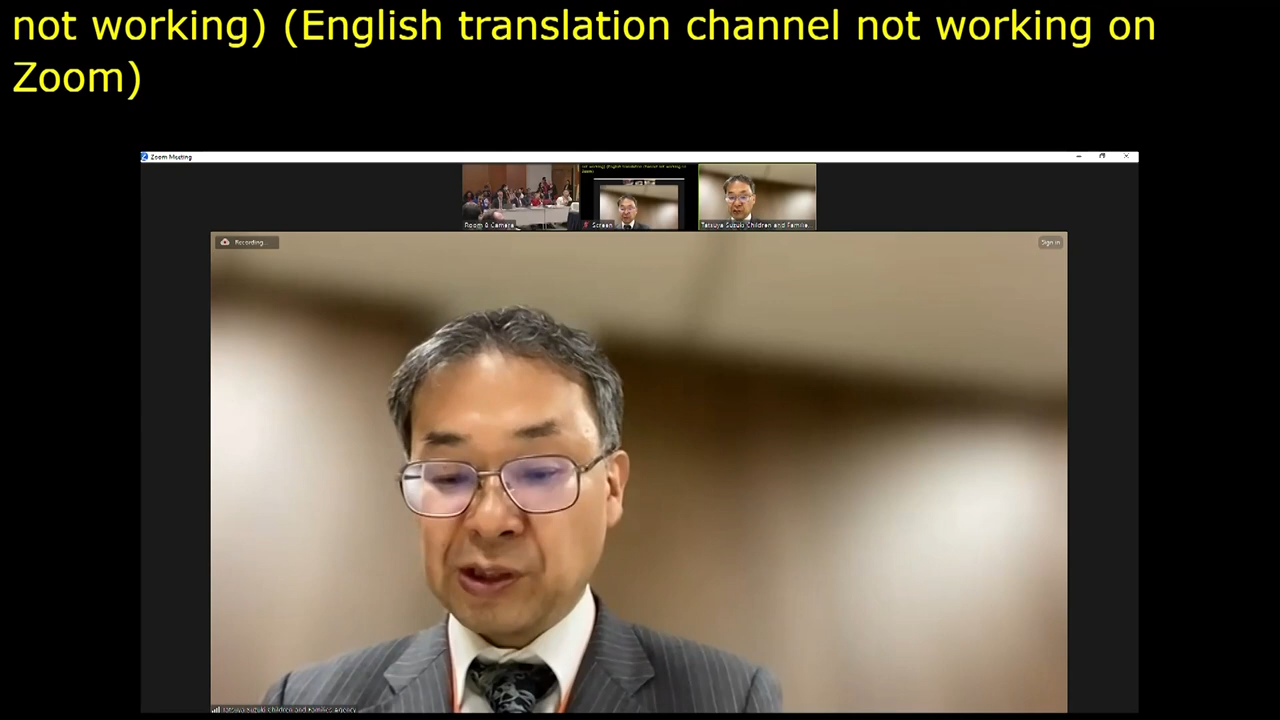 not working) (English translation channel not working on
Zoom)
Zoom Meeting
Room 8 Camera
Screen
Tatsuya Suzuki Children and Familie...
Recording...
Sign in
Tatsuya Suzuki Children and Families Agency